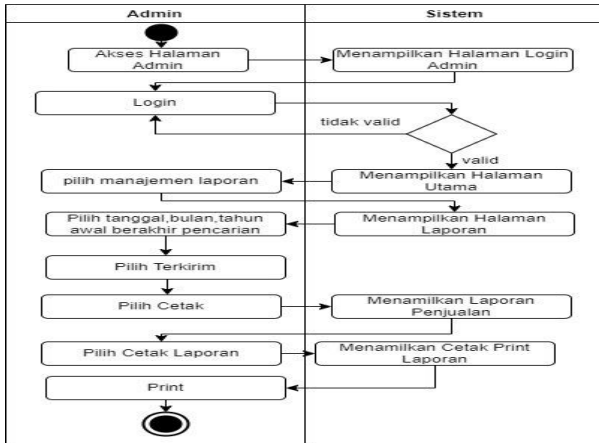 Admin
Sistem
Akses Halaman
Admin
Menampilkan Halaman Login
Admin
Login
tidak valid
valid
Menampilkan Halaman
Utama
pilih manajemen laporan
Menampilkan Halaman
Laporan
Pilih tanggal,bulan,tahun
awal berakhir pencarian
Pilih Terkirim
Pilih Cetak
Menamilkan Laporan
Penjualan
Pilih Cetak Laporan
Menamilkan Cetak Print
Laporan
Print